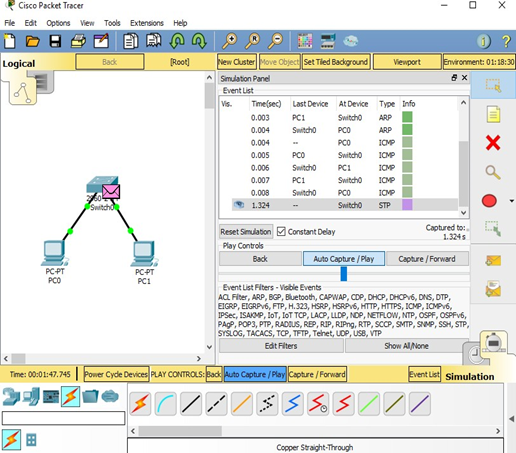 Cisco Packet Tracer
File Edit Options View Tools Extensions Help
Logical Back [Root] New Cluster Move Object Set Tiled Background Viewport Environment: 01:18:30
Simulation Panel
Event List
Vis. Time(sec) Last Device At Device Type Info
0.003 PC1 Switch0 ARP
0.004 Switch0 PC0 ARP
0.004 -- PC0 ICMP
0.005 PC0 Switch0 ICMP
0.006 Switch0 PC1 ICMP
0.007 PC1 Switch0 ICMP
0.008 Switch0 PC0 ICMP
1.324 -- Switch0 STP
Reset Simulation Constant Delay Captured to:
1.324 s
Play Controls
Back Auto Capture / Play Capture / Forward
Event List Filters - Visible Events
ACL Filter, ARP, BGP, Bluetooth, CAPWAP, CDP, DHCP, DHCPv6, DNS, DTP,
EIGRP, EIGRPv6, FTP, H.323, HSRP, HSRPv6, HTTP, HTTPS, ICMP, ICMPv6,
IPSec, ISAKMP, IoT, IoT TCP, LACP, LLDP, NDP, NETFLOW, NTP, OSPF, OSPFv6,
PAgP, POP3, PTP, RADIUS, REP, RIP, RIPng, RTP, SCCP, SMTP, SNMP, SSH, STP,
SYSLOG, TACACS, TCP, TFTP, Telnet, UDP, USB, VTP
Edit Filters Show All/None
Switch0
PC-PT
PC0
PC-PT
PC1
Time: 00:01:47.745 Power Cycle Devices PLAY CONTROLS: Back Auto Capture / Play Capture / Forward Event List Simulation
Copper Straight-Through